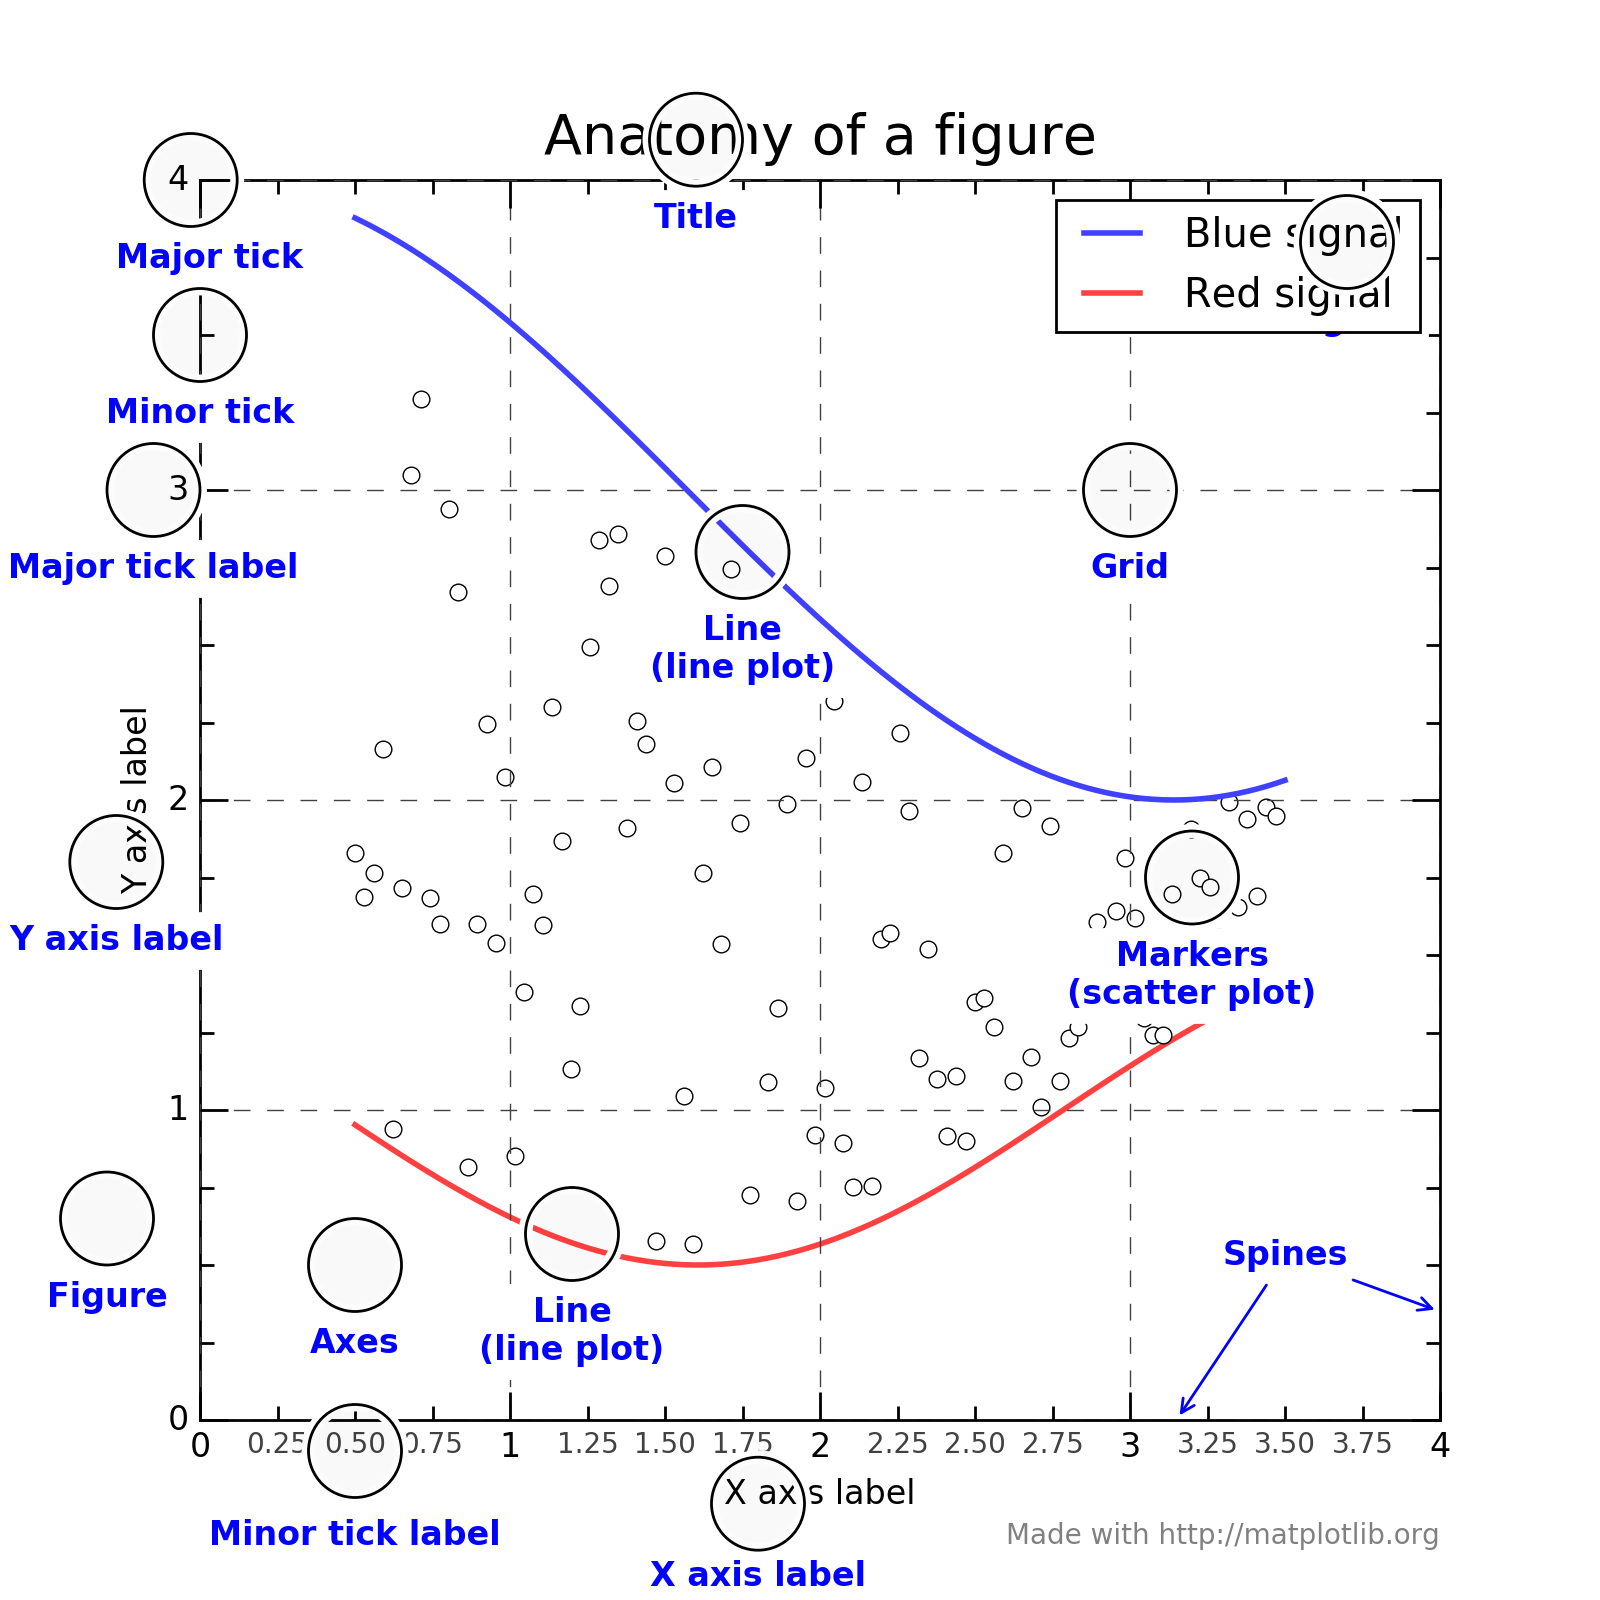 Anatomy of a figure
Title
4
Major tick
Blue signal
Red signal
Minor tick
3
Major tick label
Grid
Line
(line plot)
2
Y axis label
Y axis label
Markers
(scatter plot)
1
Figure
Axes
Line
(line plot)
Spines
0
0 0.25 0.50 0.75 1 1.25 1.50 1.75 2 2.25 2.50 2.75 3 3.25 3.50 3.75 4
Minor tick label
X axis label
X axis label
Made with http://matplotlib.org